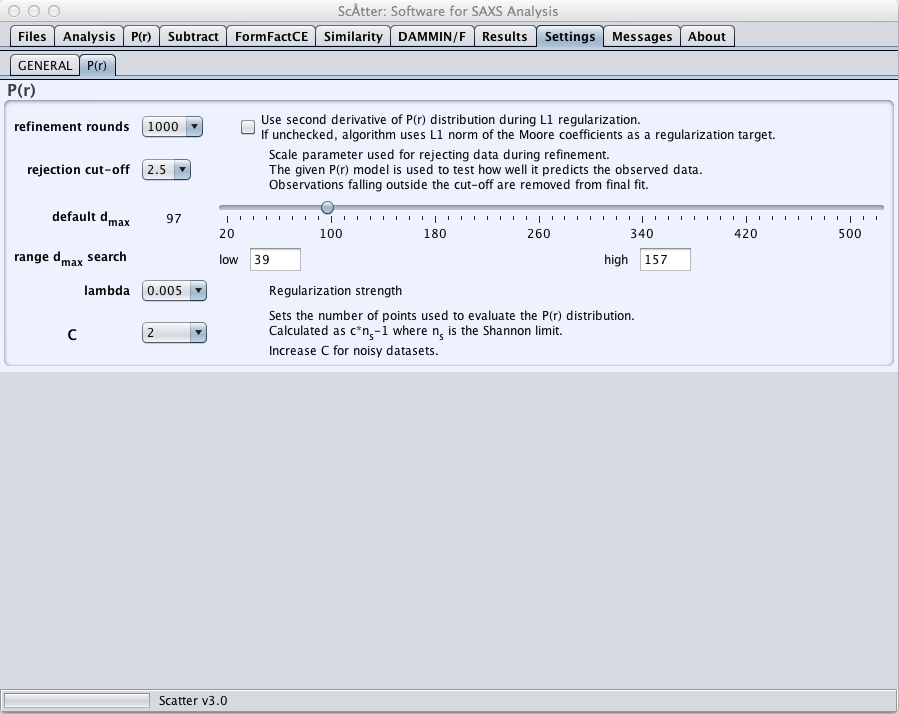 ScÅtter: Software for SAXS Analysis
Files Analysis P(r) Subtract FormFactCE Similarity DAMMIN/F Results Settings Messages About
GENERAL P(r)
P(r)
refinement rounds 1000 Use second derivative of P(r) distribution during L1 regularization.
If unchecked, algorithm uses L1 norm of the Moore coefficients as a regularization target.
Scale parameter used for rejecting data during refinement.
rejection cut-off 2.5 The given P(r) model is used to test how well it predicts the observed data.
Observations falling outside the cut-off are removed from final fit.
default dmax 97
20 100 180 260 340 420 500
range dmax search low 39 high 157
lambda 0.005 Regularization strength
Sets the number of points used to evaluate the P(r) distribution.
C 2 Calculated as c*ns-1 where ns is the Shannon limit.
Increase C for noisy datasets.
Scatter v3.0